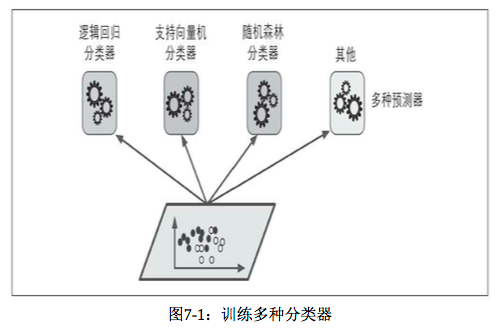 逻辑回归
分类器
支持向量机
分类器
随机森林
分类器
其他
多种预测器
图7-1：训练多种分类器